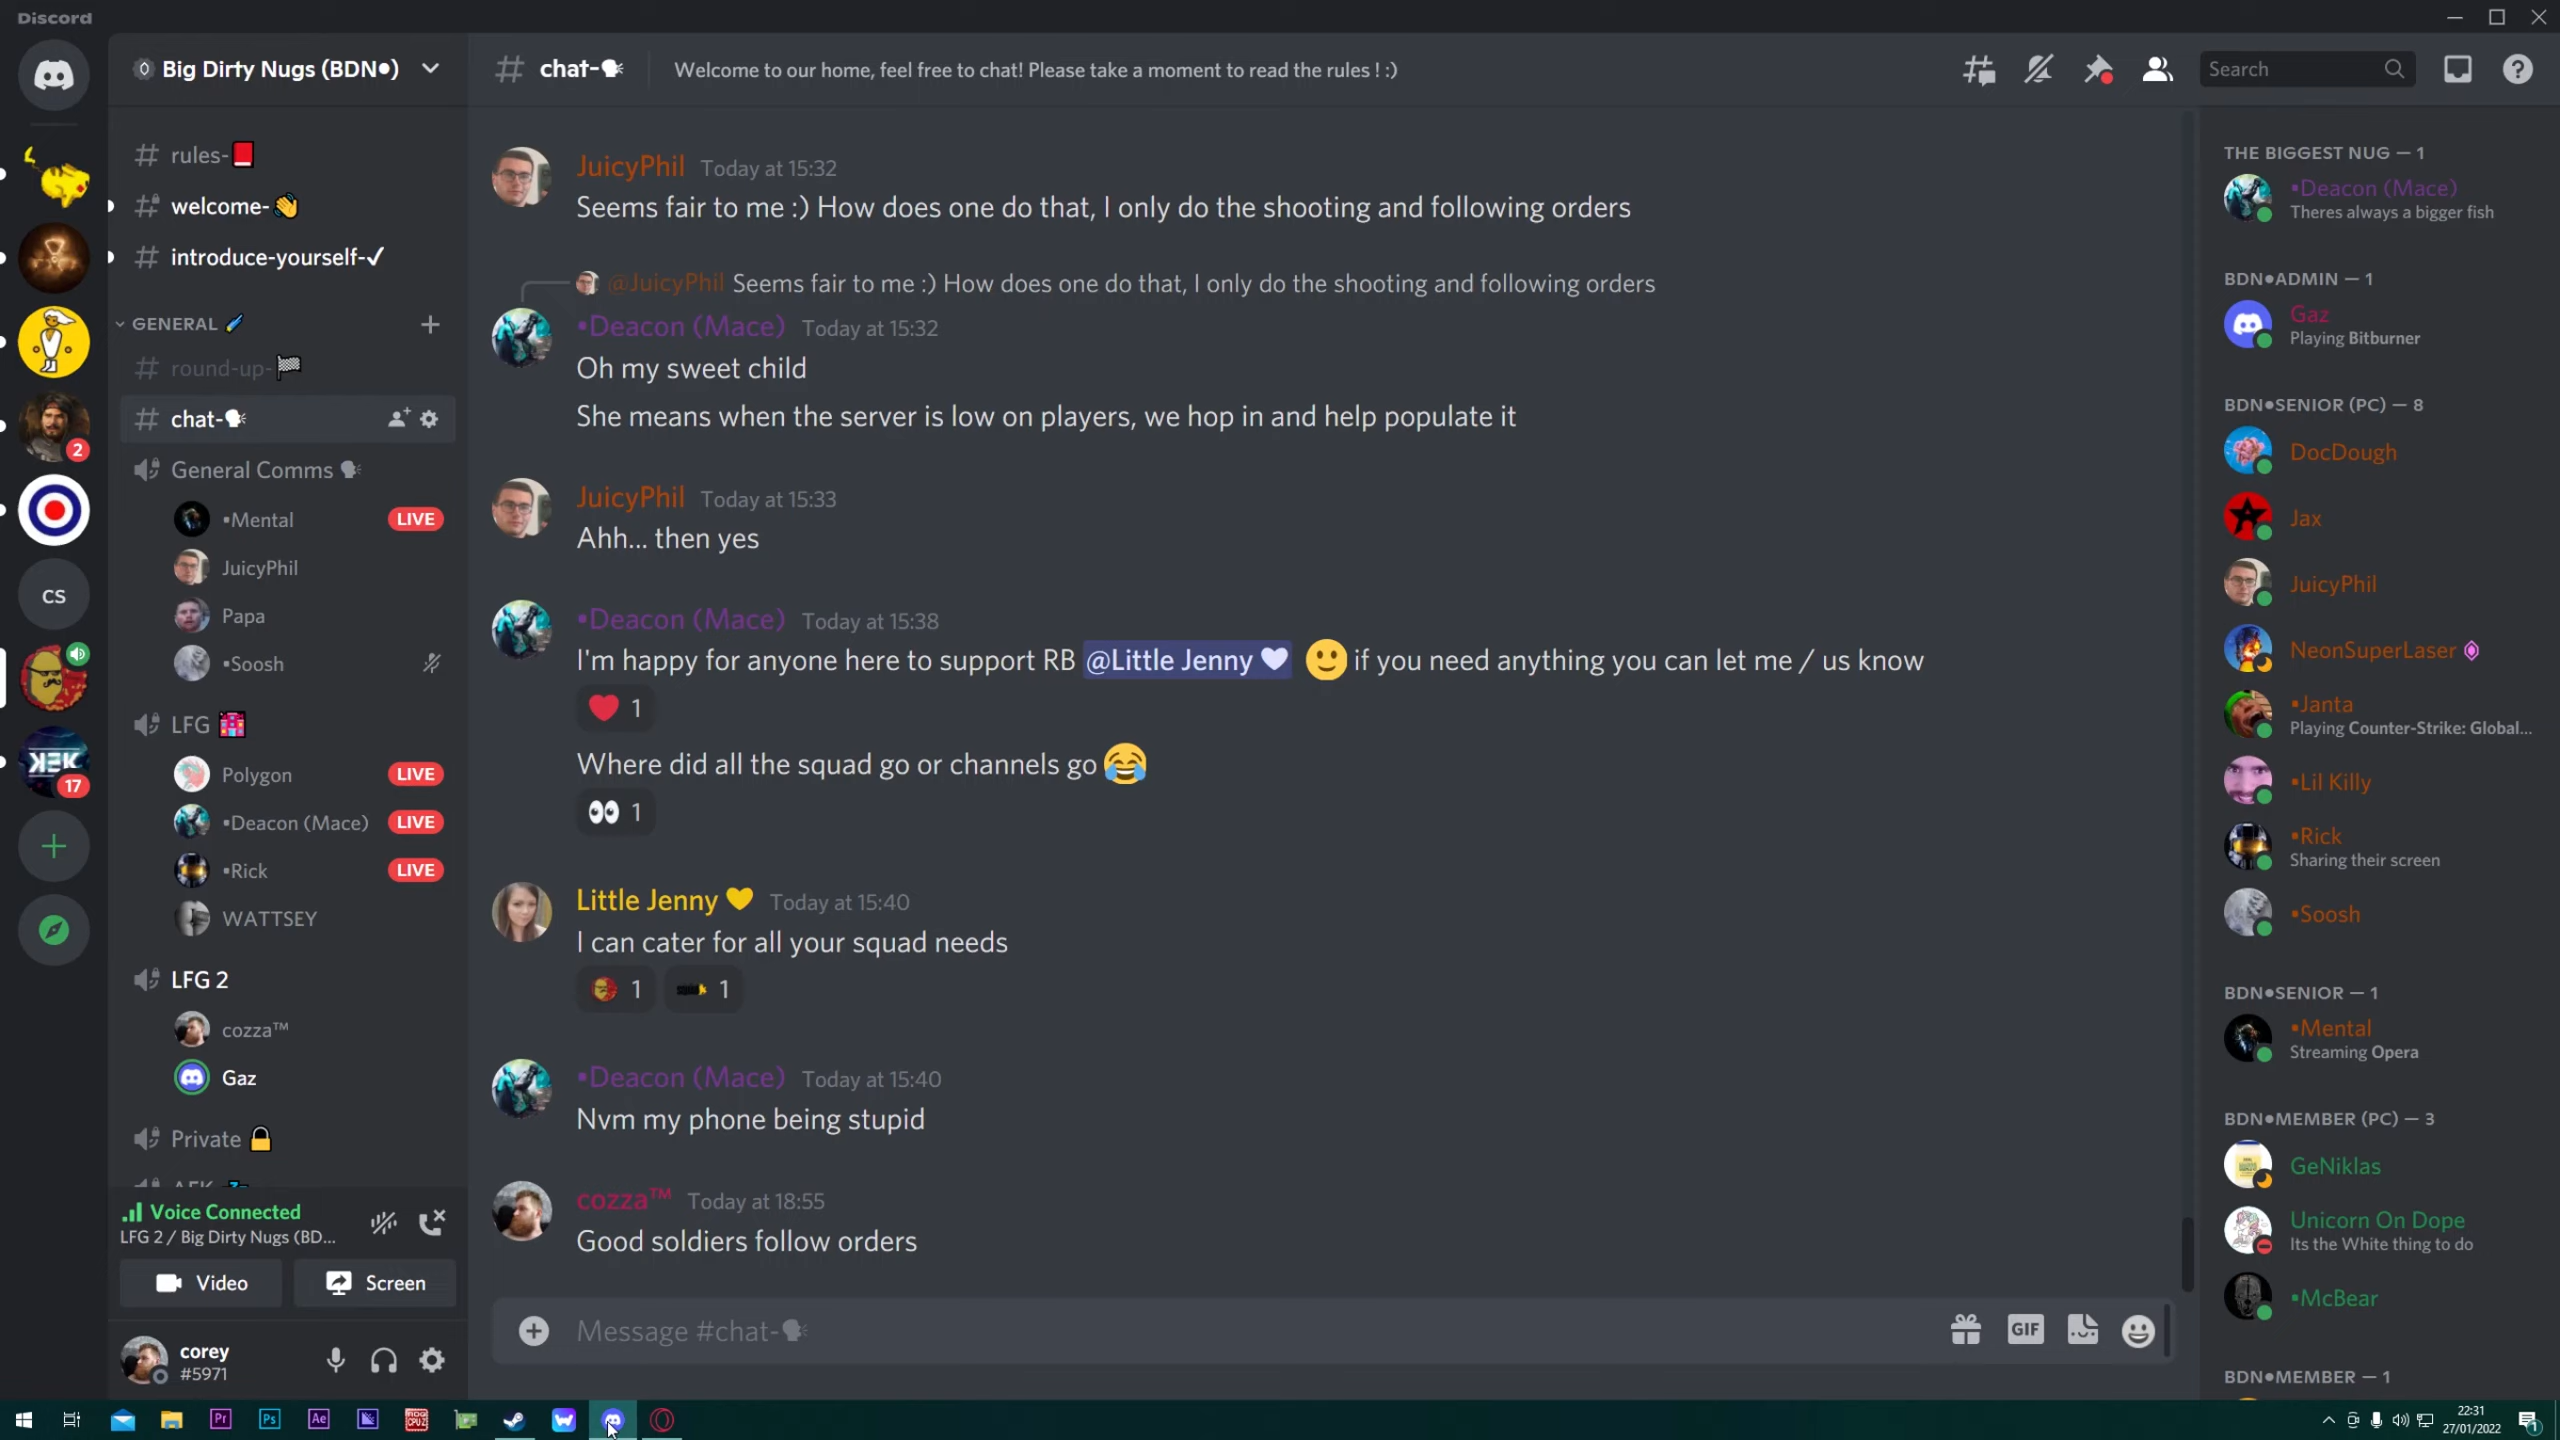 Discord
Big Dirty Nugs (BDN●)
chat-
Welcome to our home, feel free to chat! Please take a moment to read the rules ! :)
Search
rules-
welcome-
introduce-yourself-✓
GENERAL
round-up-
chat-
General Comms
•Mental LIVE
JuicyPhil
Papa
•Soosh
LFG
Polygon LIVE
•Deacon (Mace) LIVE
•Rick LIVE
WATTSEY
LFG 2
cozza™
Gaz
Private
AFK
Voice Connected
LFG 2 / Big Dirty Nugs (BD...
Video Screen
corey
#5971
2
CS
KEK
17
JuicyPhil Today at 15:32
Seems fair to me :) How does one do that, I only do the shooting and following orders
@JuicyPhil Seems fair to me :) How does one do that, I only do the shooting and following orders
•Deacon (Mace) Today at 15:32
Oh my sweet child
She means when the server is low on players, we hop in and help populate it
JuicyPhil Today at 15:33
Ahh... then yes
•Deacon (Mace) Today at 15:38
I'm happy for anyone here to support RB @Little Jenny 🤍 🙂 if you need anything you can let me / us know
❤️ 1
Where did all the squad go or channels go 😂
👀 1
Little Jenny 💛 Today at 15:40
I can cater for all your squad needs
1 1
•Deacon (Mace) Today at 15:40
Nvm my phone being stupid
cozza™ Today at 18:55
Good soldiers follow orders
Message #chat-
GIF
THE BIGGEST NUG — 1
•Deacon (Mace)
Theres always a bigger fish
BDN●ADMIN — 1
Gaz
Playing Bitburner
BDN●SENIOR (PC) — 8
DocDough
Jax
JuicyPhil
NeonSuperLaser
•Janta
Playing Counter-Strike: Global...
•Lil Killy
•Rick
Sharing their screen
•Soosh
BDN●SENIOR — 1
•Mental
Streaming Opera
BDN●MEMBER (PC) — 3
GeNiklas
Unicorn On Dope
Its the White thing to do
•McBear
BDN●MEMBER — 1
Pr Ps Ae
22:31
27/01/2022
1